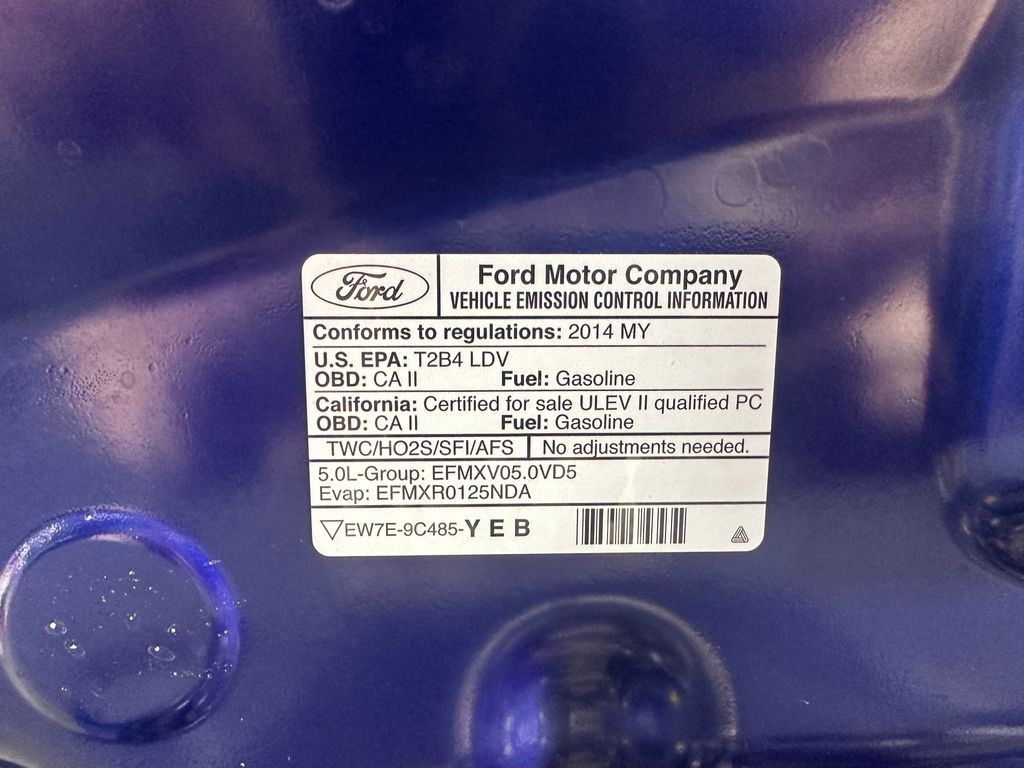 Ford
Ford Motor Company
VEHICLE EMISSION CONTROL INFORMATION
Conforms to regulations: 2014 MY
U.S. EPA: T2B4 LDV
OBD: CA II Fuel: Gasoline
California: Certified for sale ULEV II qualified PC
OBD: CA II Fuel: Gasoline
TWC/HO2S/SFI/AFS No adjustments needed.
5.0L-Group: EFMXV05.0VD5
Evap: EFMXR0125NDA
EW7E-9C485-Y E B